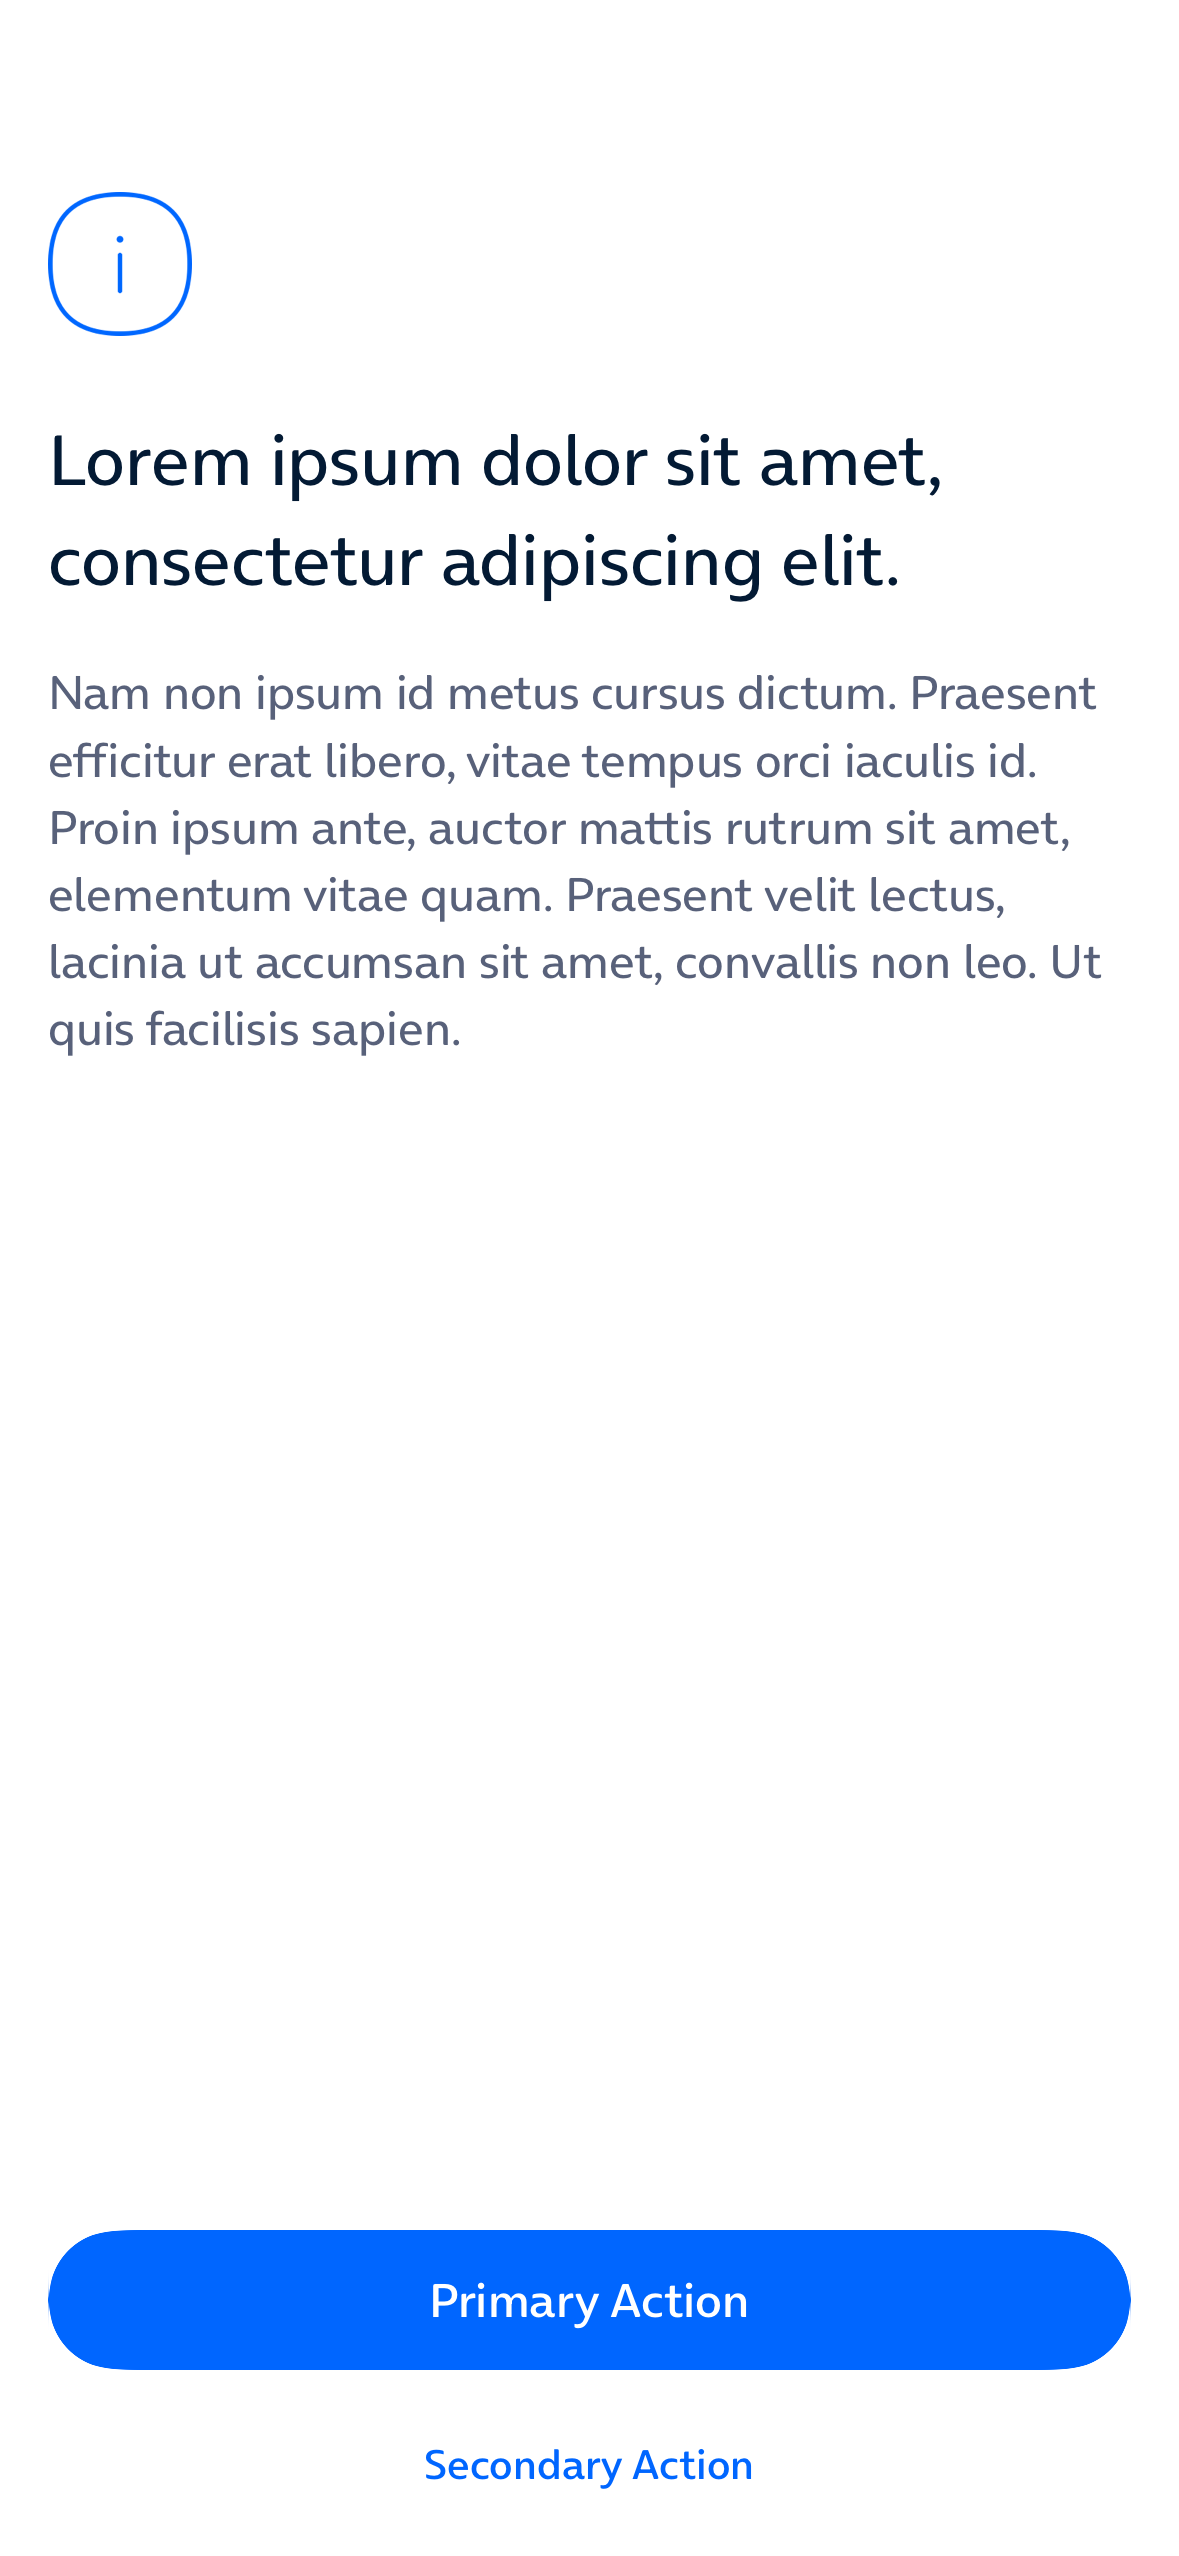 i
Lorem ipsum dolor sit amet,
consectetur adipiscing elit.
Nam non ipsum id metus cursus dictum. Praesent
efficitur erat libero, vitae tempus orci iaculis id.
Proin ipsum ante, auctor mattis rutrum sit amet,
elementum vitae quam. Praesent velit lectus,
lacinia ut accumsan sit amet, convallis non leo. Ut
quis facilisis sapien.
Primary Action
Secondary Action